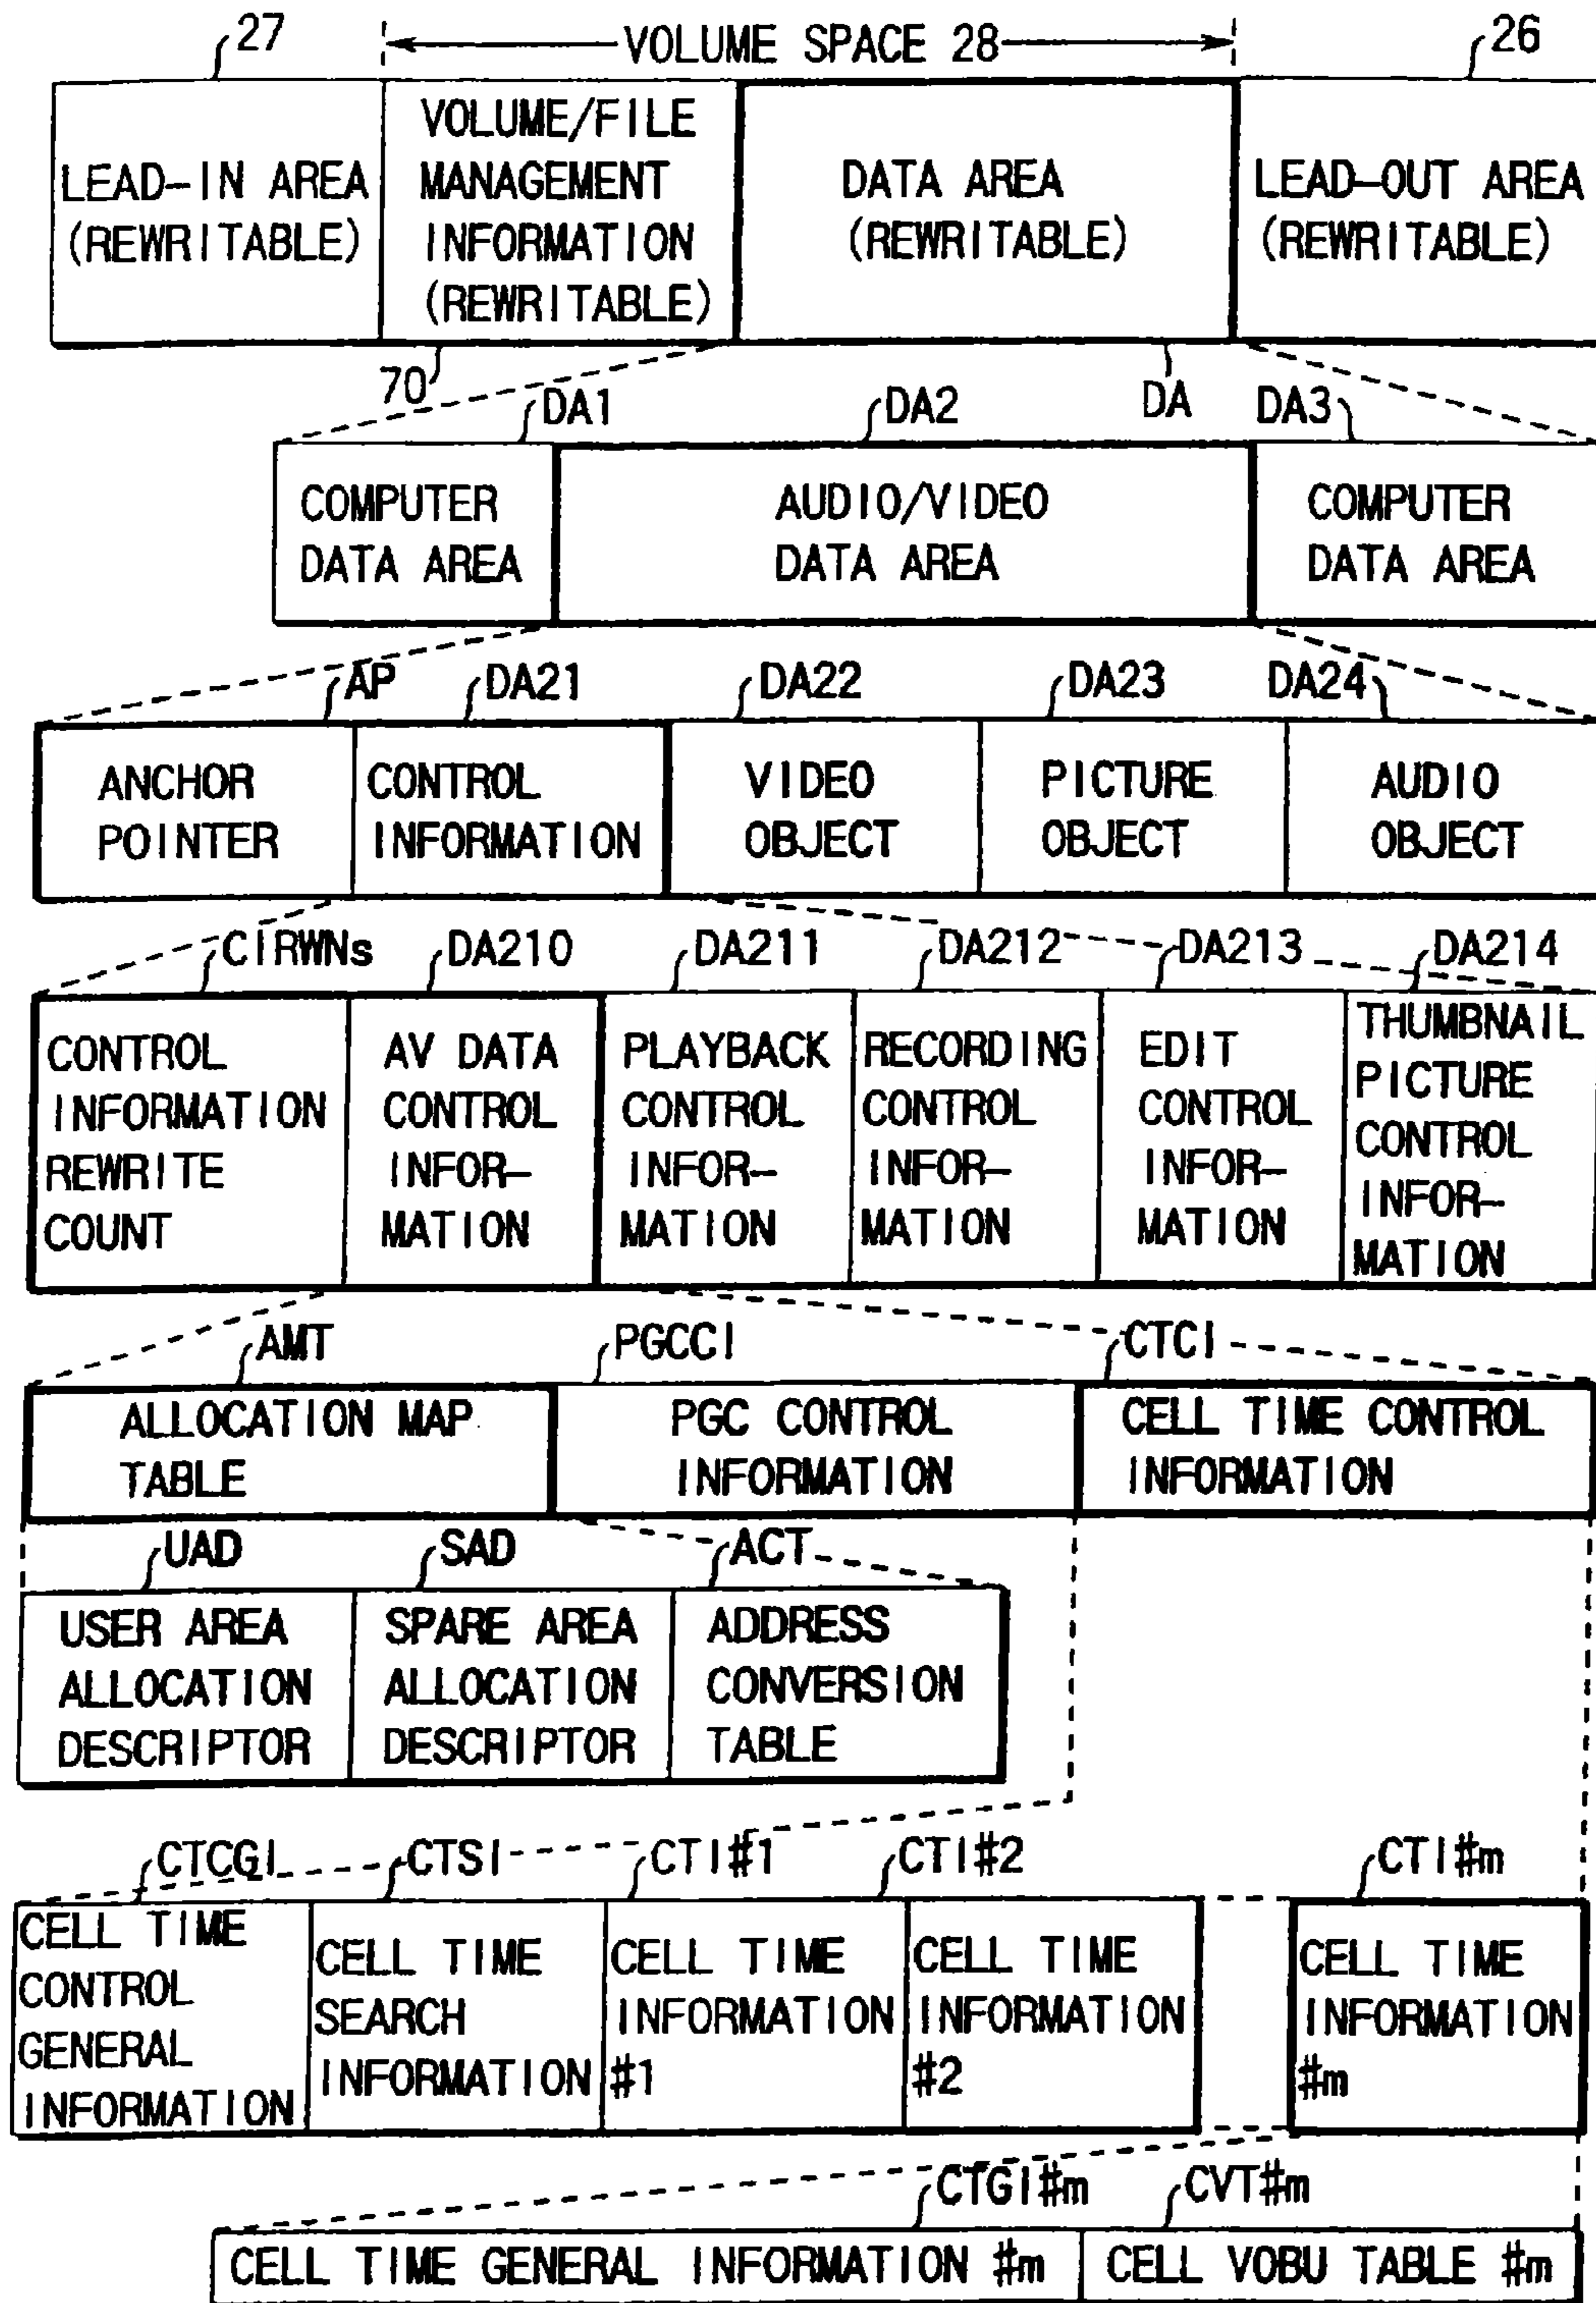 27
VOLUME SPACE 28
26
LEAD-IN AREA
(REWRITABLE)
VOLUME/FILE
MANAGEMENT
INFORMATION
(REWRITABLE)
DATA AREA
(REWRITABLE)
LEAD-OUT AREA
(REWRITABLE)
70
DA1
DA2
DA
DA3
COMPUTER
DATA AREA
AUDIO/VIDEO
DATA AREA
COMPUTER
DATA AREA
AP
DA21
DA22
DA23
DA24
ANCHOR
POINTER
CONTROL
INFORMATION
VIDEO
OBJECT
PICTURE
OBJECT
AUDIO
OBJECT
CIRWNs
DA210
DA211
DA212
DA213
DA214
CONTROL
INFORMATION
REWRITE
COUNT
AV DATA
CONTROL
INFOR-
MATION
PLAYBACK
CONTROL
INFOR-
MATION
RECORDING
CONTROL
INFOR-
MATION
EDIT
CONTROL
INFOR-
MATION
THUMBNAIL
PICTURE
CONTROL
INFOR-
MATION
AMT
PGCCI
CTCI
ALLOCATION MAP
TABLE
PGC CONTROL
INFORMATION
CELL TIME CONTROL
INFORMATION
UAD
SAD
ACT
USER AREA
ALLOCATION
DESCRIPTOR
SPARE AREA
ALLOCATION
DESCRIPTOR
ADDRESS
CONVERSION
TABLE
CTCGI
CTSI
CTI#1
CTI#2
CTI#m
CELL TIME
CONTROL
GENERAL
INFORMATION
CELL TIME
SEARCH
INFORMATION
CELL TIME
INFORMATION
#1
CELL TIME
INFORMATION
#2
CELL TIME
INFORMATION
#m
CTGI#m
CVT#m
CELL TIME GENERAL INFORMATION #m
CELL VOBU TABLE #m